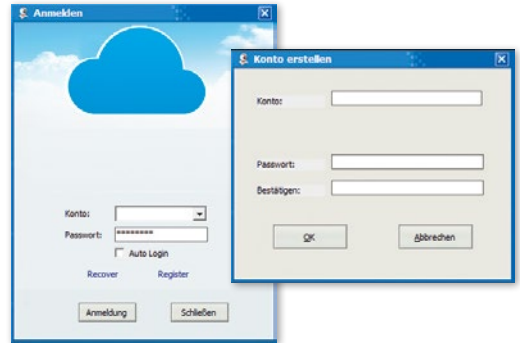 Anmelden
Konto:
Passwort: ********
Auto Login
Recover Register
Anmeldung Schließen
Konto erstellen
Konto:
Passwort:
Bestätigen:
OK Abbrechen